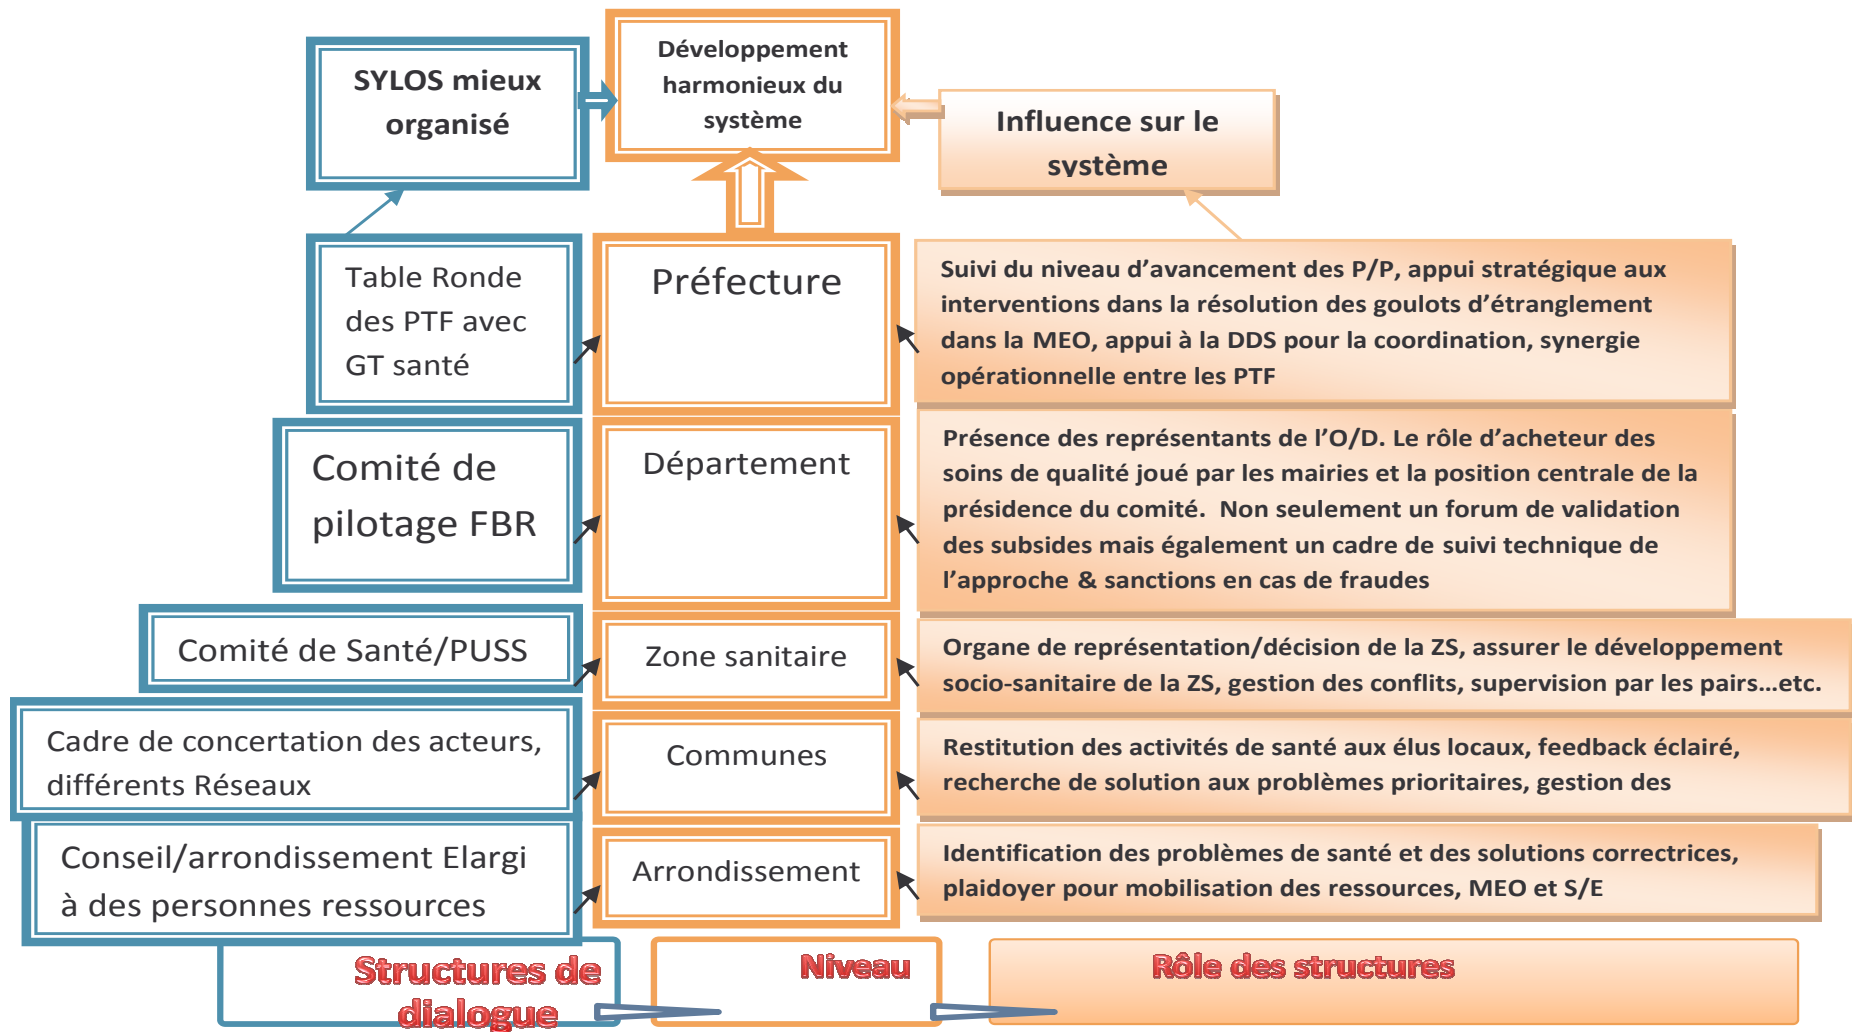 SYLOS mieux
organisé
Développement
harmonieux du
système
Influence sur le
système
Table Ronde
des PTF avec
GT santé
Préfecture
Suivi du niveau d’avancement des P/P, appui stratégique aux
interventions dans la résolution des goulots d’étranglement
dans la MEO, appui à la DDS pour la coordination, synergie
opérationnelle entre les PTF
Comité de
pilotage FBR
Département
Présence des représentants de l’O/D. Le rôle d’acheteur des
soins de qualité joué par les mairies et la position centrale de la
présidence du comité. Non seulement un forum de validation
des subsides mais également un cadre de suivi technique de
l’approche & sanctions en cas de fraudes
Comité de Santé/PUSS
Zone sanitaire
Organe de représentation/décision de la ZS, assurer le développement
socio-sanitaire de la ZS, gestion des conflits, supervision par les pairs…etc.
Cadre de concertation des acteurs,
différents Réseaux
Communes
Restitution des activités de santé aux élus locaux, feedback éclairé,
recherche de solution aux problèmes prioritaires, gestion des
Conseil/arrondissement Elargi
à des personnes ressources
Arrondissement
Identification des problèmes de santé et des solutions correctrices,
plaidoyer pour mobilisation des ressources, MEO et S/E
Structures de
dialogue
Niveau
Rôle des structures